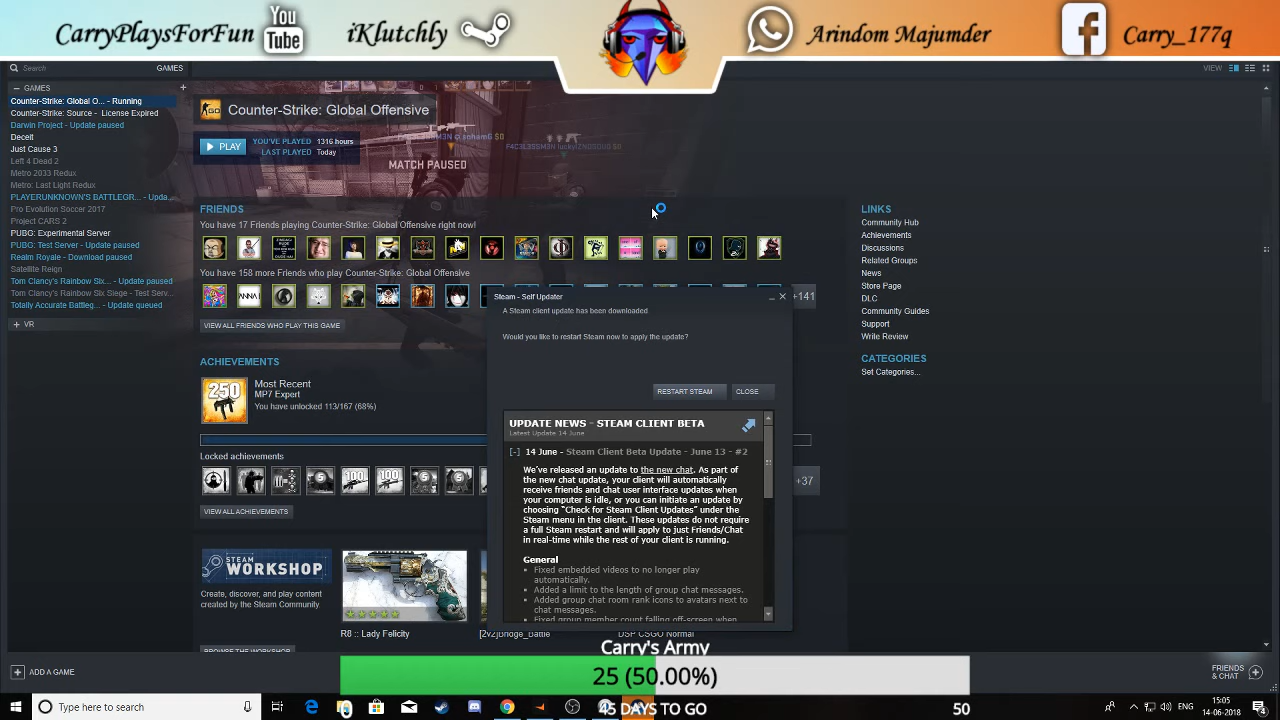 CarryPlaysForFun
You
Tube
iKlutchly
Arindom Majumder
Carry_177q
Search
GAMES
VIEW
GAMES
Counter-Strike: Global O... - Running
Counter-Strike: Source - License Expired
Darwin Project - Update paused
Deceit
Just Cause 3
Left 4 Dead 2
Metro 2033 Redux
Metro: Last Light Redux
PLAYERUNKNOWN'S BATTLEGR... - Upda...
Pro Evolution Soccer 2017
Project CARS 2
PUBG: Experimental Server
PUBG: Test Server - Update paused
Realm Royale - Download paused
Satellite Reign
Tom Clancy's Rainbow Six... - Update paused
Tom Clancy's Rainbow Six Siege - Test Serv...
Totally Accurate Battleg... - Update queued
VR
Counter-Strike: Global Offensive
PLAY
YOU'VE PLAYED 1316 hours
LAST PLAYED Today
MATCH PAUSED
FRIENDS
You have 17 Friends playing Counter-Strike: Global Offensive right now!
You have 158 more Friends who play Counter-Strike: Global Offensive
+141
VIEW ALL FRIENDS WHO PLAY THIS GAME
ACHIEVEMENTS
250
Most Recent
MP7 Expert
You have unlocked 113/167 (68%)
Locked achievements
+37
VIEW ALL ACHIEVEMENTS
STEAM
WORKSHOP
Create, discover, and play content
created by the Steam Community.
BROWSE THE WORKSHOP
R8 :: Lady Felicity
[2v2]bridge_battle
DSP CSGO Normal
LINKS
Community Hub
Achievements
Discussions
Related Groups
News
Store Page
DLC
Community Guides
Support
Write Review
CATEGORIES
Set Categories...
Steam - Self Updater
A Steam client update has been downloaded.
Would you like to restart Steam now to apply the update?
RESTART STEAM
CLOSE
UPDATE NEWS - STEAM CLIENT BETA
Latest Update 14 June
[-] 14 June - Steam Client Beta Update - June 13 - #2
We've released an update to the new chat. As part of
the new chat update, your client will automatically
receive friends and chat user interface updates when
your computer is idle, or you can initiate an update by
choosing "Check for Steam Client Updates" under the
Steam menu in the client. These updates do not require
a full Steam restart and will apply to just Friends/Chat
in real-time while the rest of your client is running.
General
• Fixed embedded videos to no longer play
automatically.
• Added a limit to the length of group chat messages.
• Added group chat room rank icons to avatars next to
chat messages.
• Fixed group member count falling off-screen when
Carry's Army
25 (50.00%)
45 DAYS TO GO
50
ADD A GAME
FRIENDS
& CHAT
Type here to search
15:05
14-06-2018